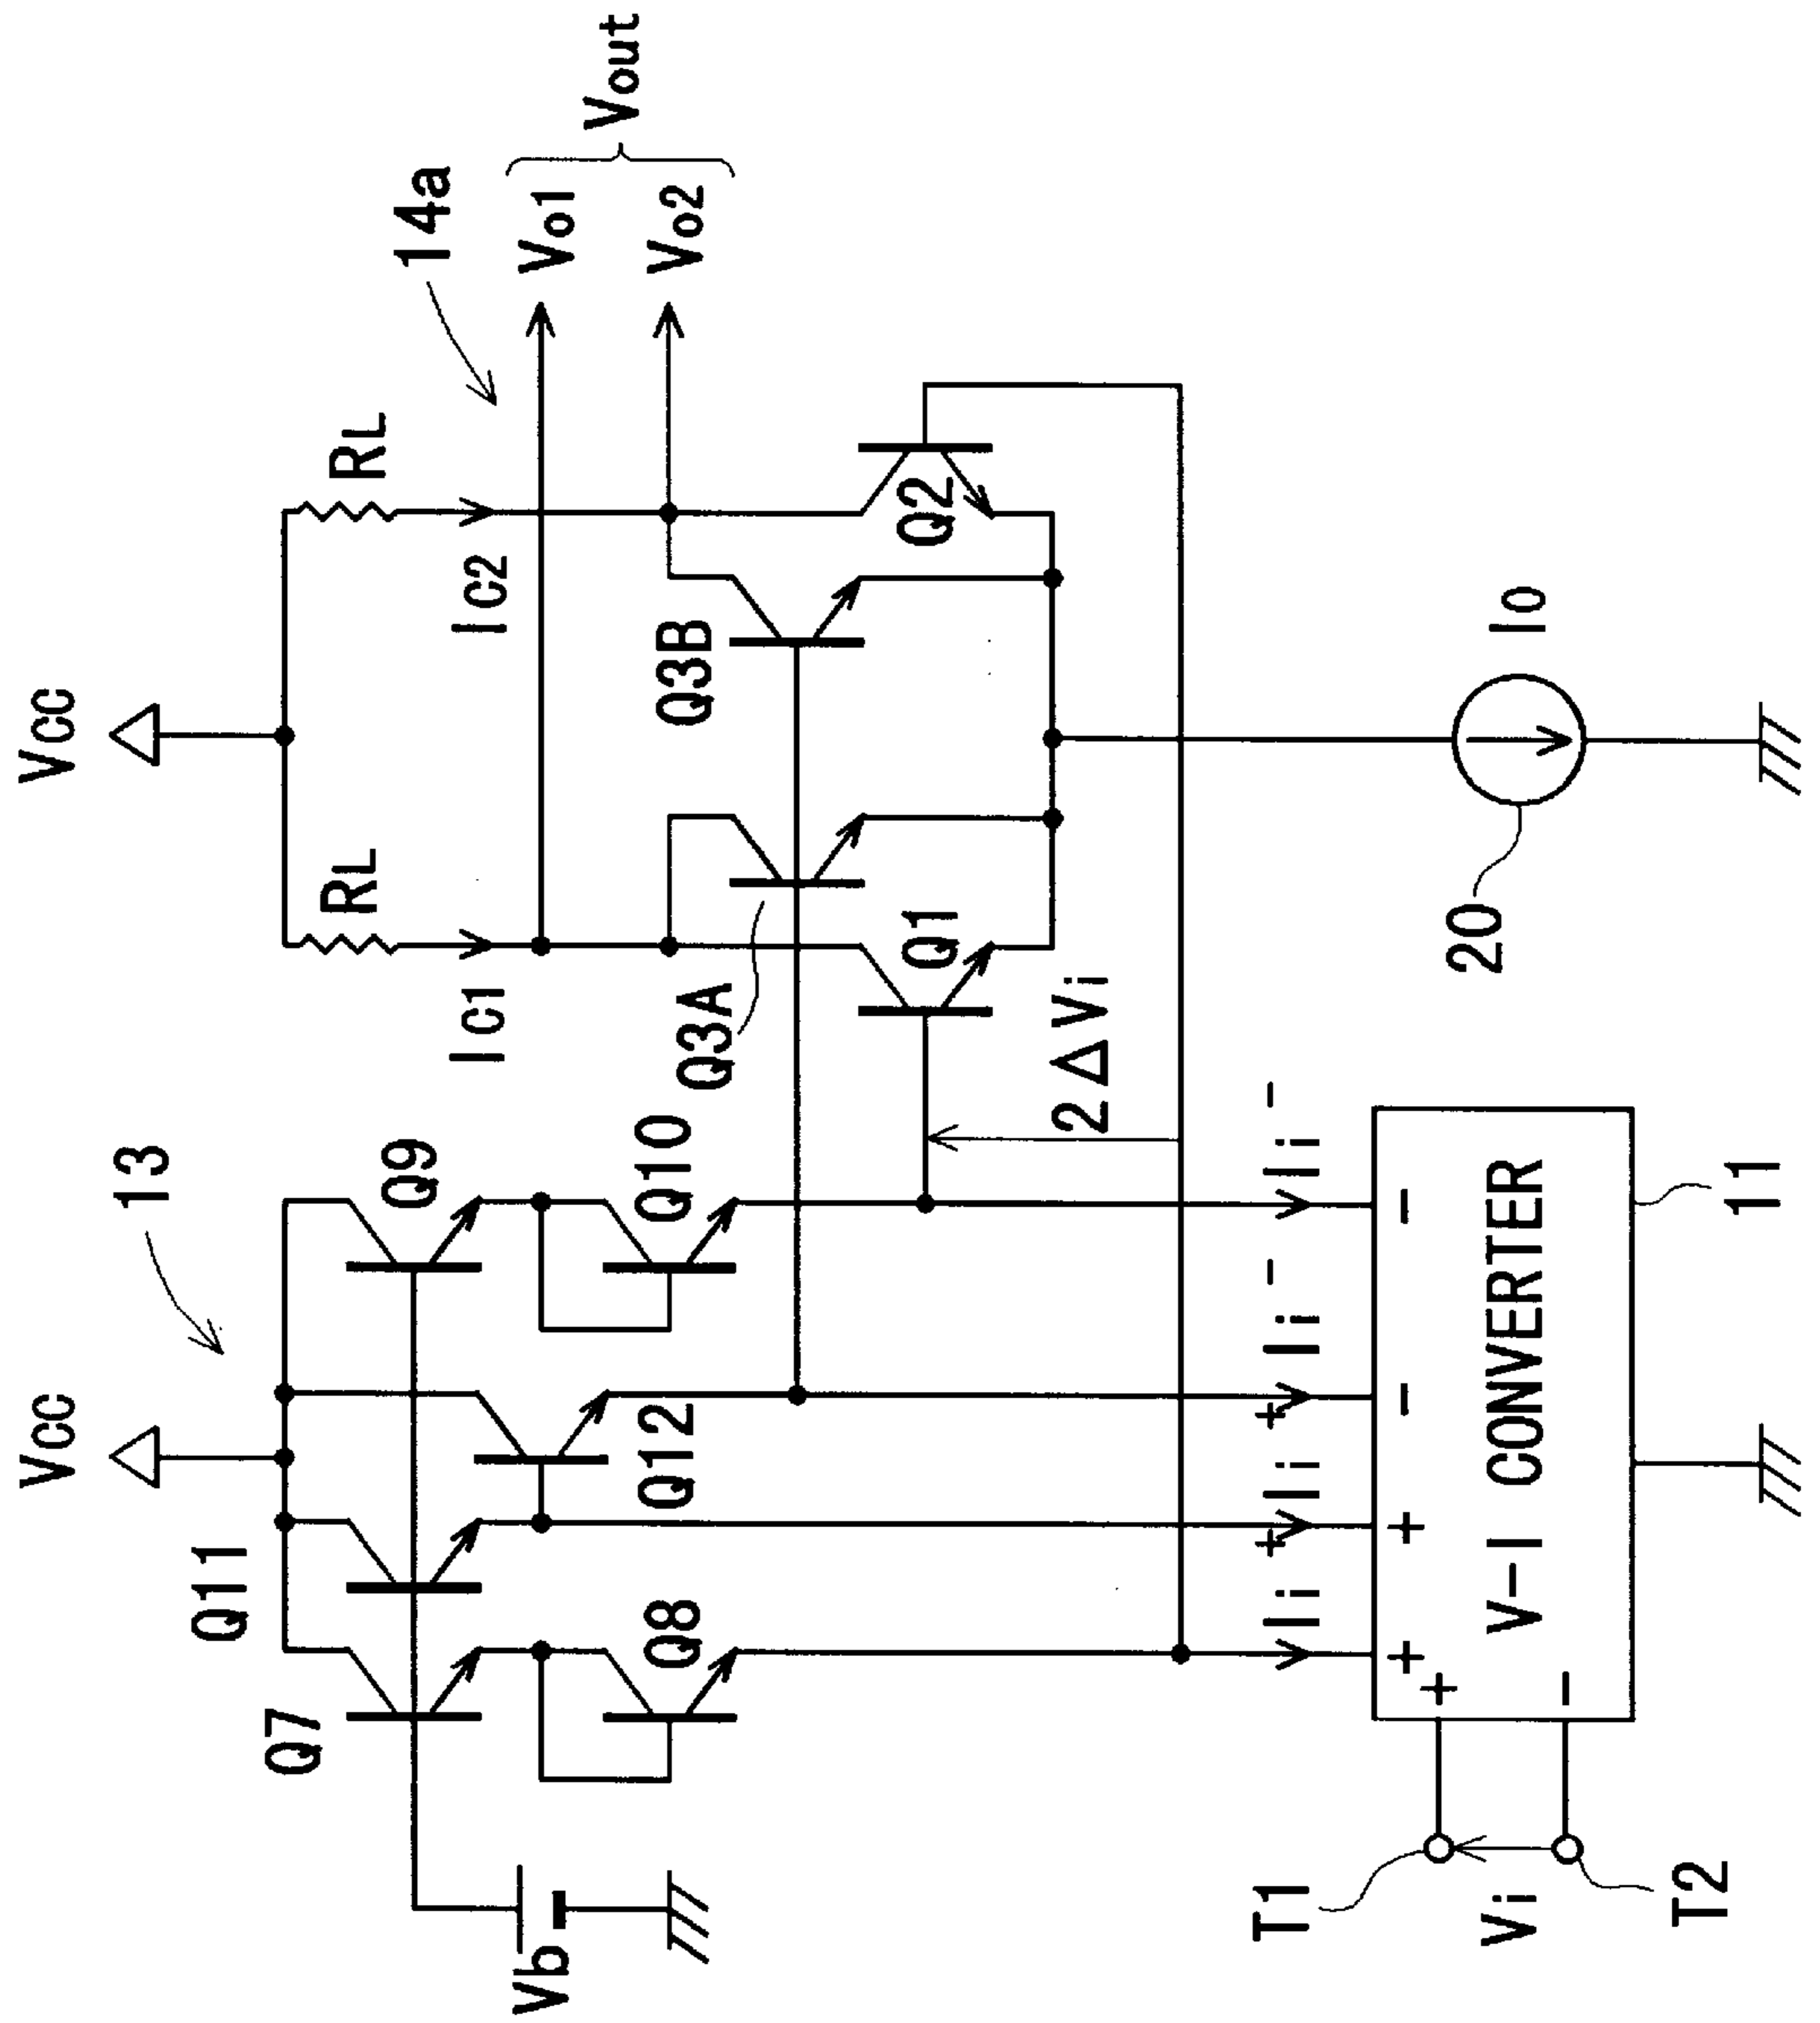 Vcc
Vcc
13
14a
Q11
Q7
Q9
RL
RL
Vout
Vo1
Vo2
Vb
IC1
IC2
Q8
Q12
Q10
Q3A
Q3B
Q1
Q2
2ΔVi
Ii+
Ii+
Ii-
Ii-
+
+
-
-
T1
Vi
T2
+
-
V-I CONVERTER
11
20
Io